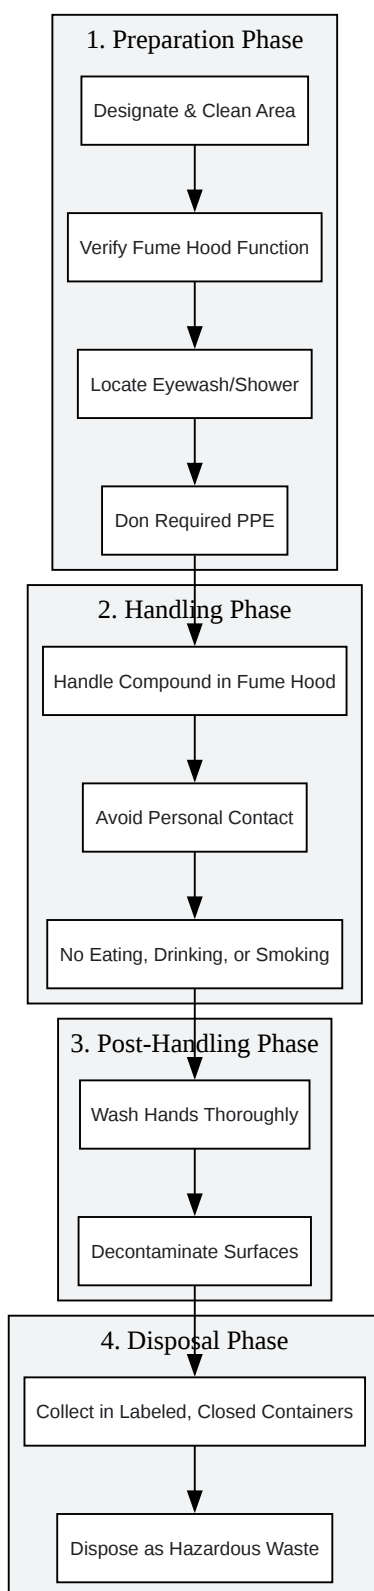 1. Preparation Phase
Designate & Clean Area
Verify Fume Hood Function
Locate Eyewash/Shower
Don Required PPE
2. Handling Phase
Handle Compound in Fume Hood
Avoid Personal Contact
No Eating, Drinking, or Smoking
3. Post-Handling Phase
Wash Hands Thoroughly
Decontaminate Surfaces
4. Disposal Phase
Collect in Labeled, Closed Containers
Dispose as Hazardous Waste